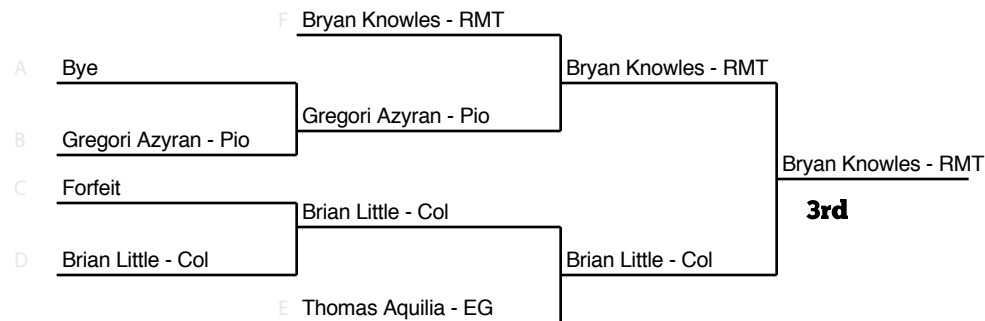 F Bryan Knowles - RMT
A Bye
Bryan Knowles - RMT
Gregori Azyran - Pio
B Gregori Azyran - Pio
Bryan Knowles - RMT
C Forfeit
Brian Little - Col
3rd
D Brian Little - Col
Brian Little - Col
E Thomas Aquilia - EG